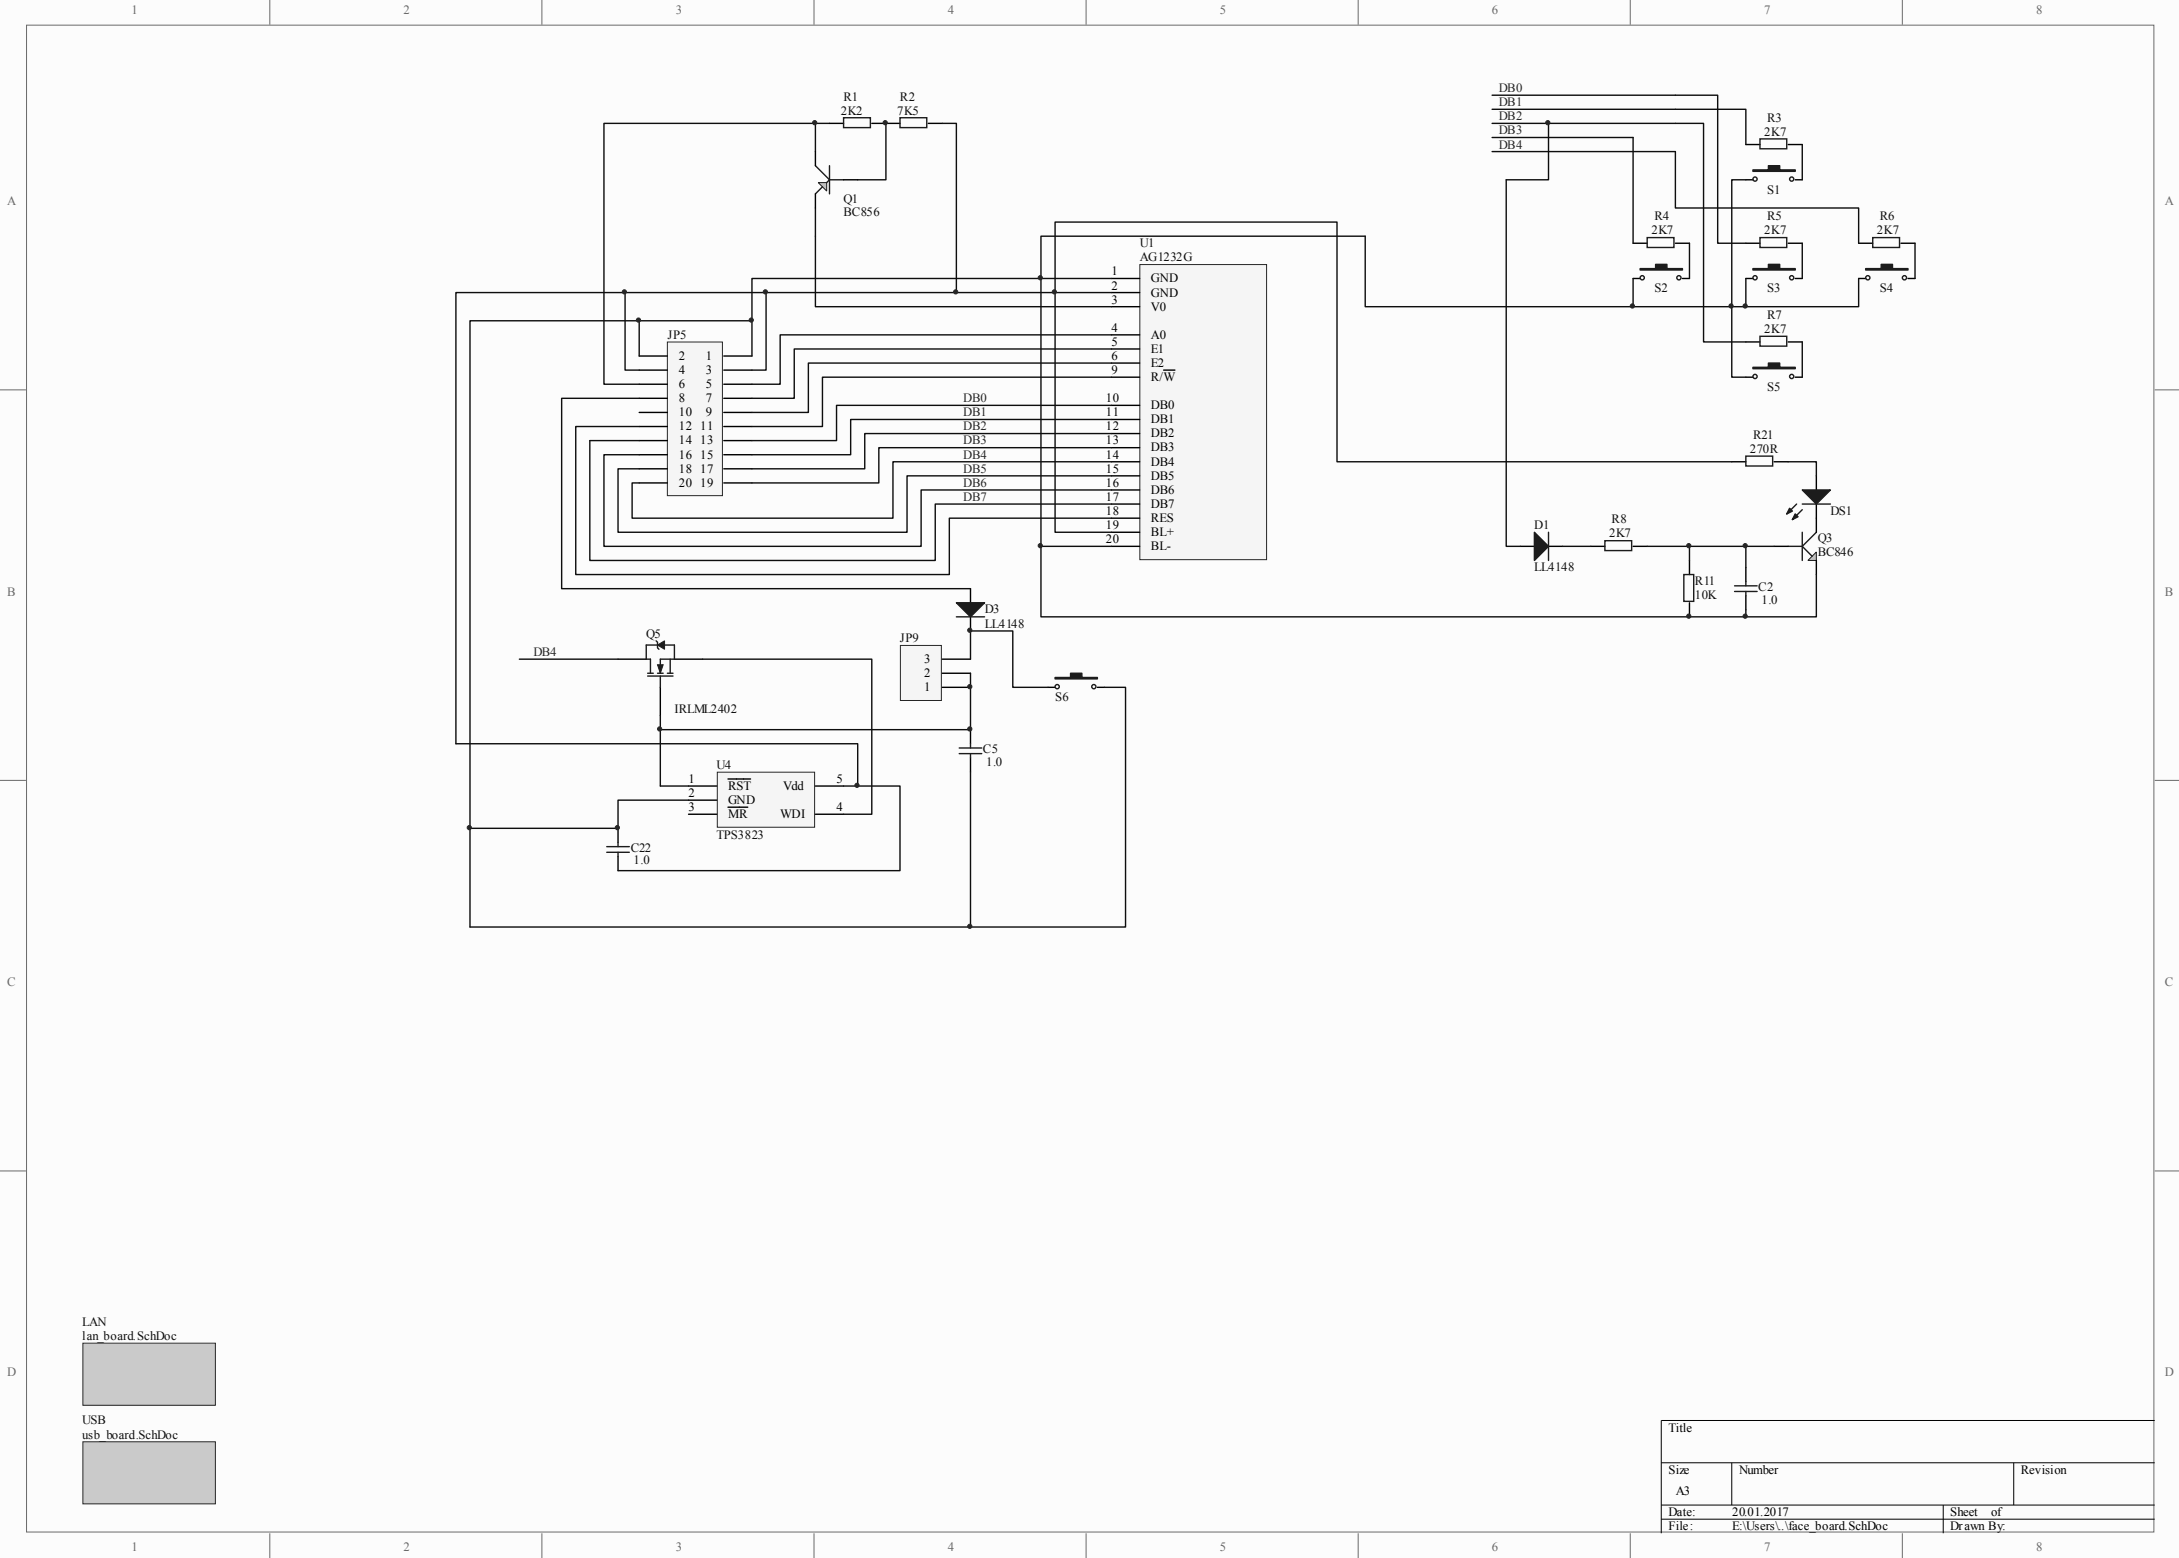 1 2 3 4 5 6 7 8
A A
B B
C C
D D
R1
2K2
R2
7K5
Q1
BC856
U1
AG1232G
1 GND
2 GND
3 V0
4 A0
5 E1
6 E2
9 R/W
DB0 10 DB0
DB1 11 DB1
DB2 12 DB2
DB3 13 DB3
DB4 14 DB4
DB5 15 DB5
DB6 16 DB6
DB7 17 DB7
18 RES
19 BL+
20 BL-
JP5
2 1
4 3
6 5
8 7
10 9
12 11
14 13
16 15
18 17
20 19
DB0
DB1
DB2
DB3
DB4
R3
2K7
S1
R4
2K7
S2
R5
2K7
S3
R6
2K7
S4
R7
2K7
S5
R21
270R
DS1
D1
LL4148
R8
2K7
Q3
BC846
R11
10K
C2
1.0
D3
LL4148
JP9
3
2
1
S6
Q5
DB4
IRLML2402
C5
1.0
U4
1 RST Vdd 5
2 GND
3 MR WDI 4
TPS3823
C22
1.0
LAN
lan_board.SchDoc
USB
usb_board.SchDoc
Title
Size Number Revision
A3
Date: 20.01.2017 Sheet of
File: E:\Users\..\face_board.SchDoc Drawn By:
1 2 3 4 5 6 7 8